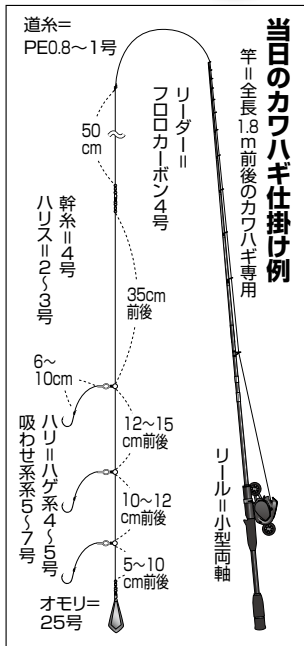 当日のカワハギ仕掛け例
竿=全長1.8m前後のカワハギ専用
道糸=
PE0.8〜1号
リーダー=
フロロカーボン4号
50
cm
幹糸=4号
ハリス=2〜3号
35cm
前後
6〜
10cm
12〜15
cm前後
ハリ=ハゲ系4〜5号
吸わせ系系5〜7号
10〜12
cm前後
リール=小型両軸
5〜10
cm前後
オモリ=
25号